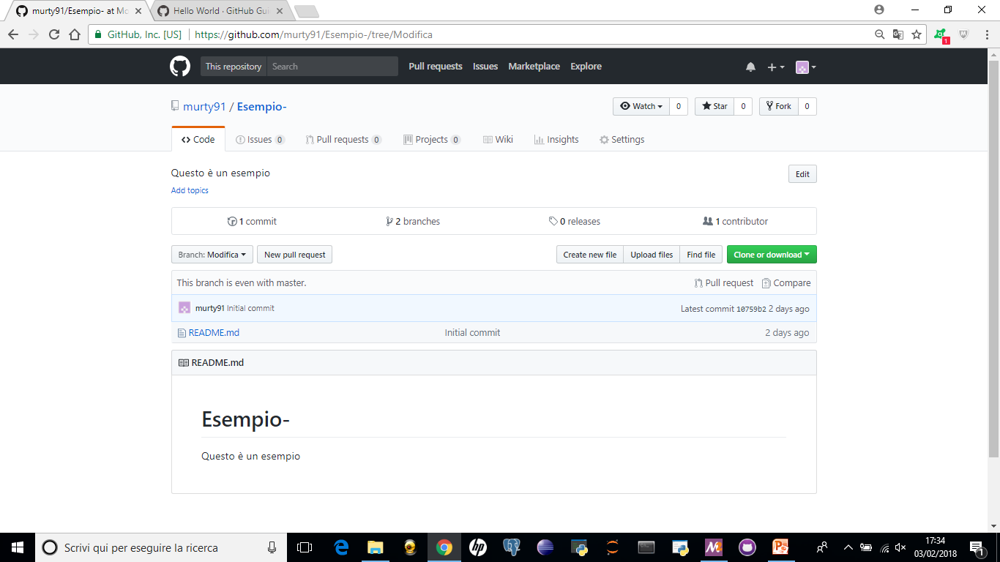 murty91/Esempio- at Mo
Hello World · GitHub Gui
GitHub, Inc. [US] https://github.com/murty91/Esempio-/tree/Modifica
1
This repository Search Pull requests Issues Marketplace Explore
murty91 / Esempio-
Watch 0 Star 0 Fork 0
Code Issues 0 Pull requests 0 Projects 0 Wiki Insights Settings
Questo è un esempio Edit
Add topics
1 commit 2 branches 0 releases 1 contributor
Branch: Modifica New pull request Create new file Upload files Find file Clone or download
This branch is even with master. Pull request Compare
murty91 Initial commit Latest commit 10759b2 2 days ago
README.md Initial commit 2 days ago
README.md
Esempio-
Questo è un esempio
Scrivi qui per eseguire la ricerca
hp
17:34
03/02/2018
1